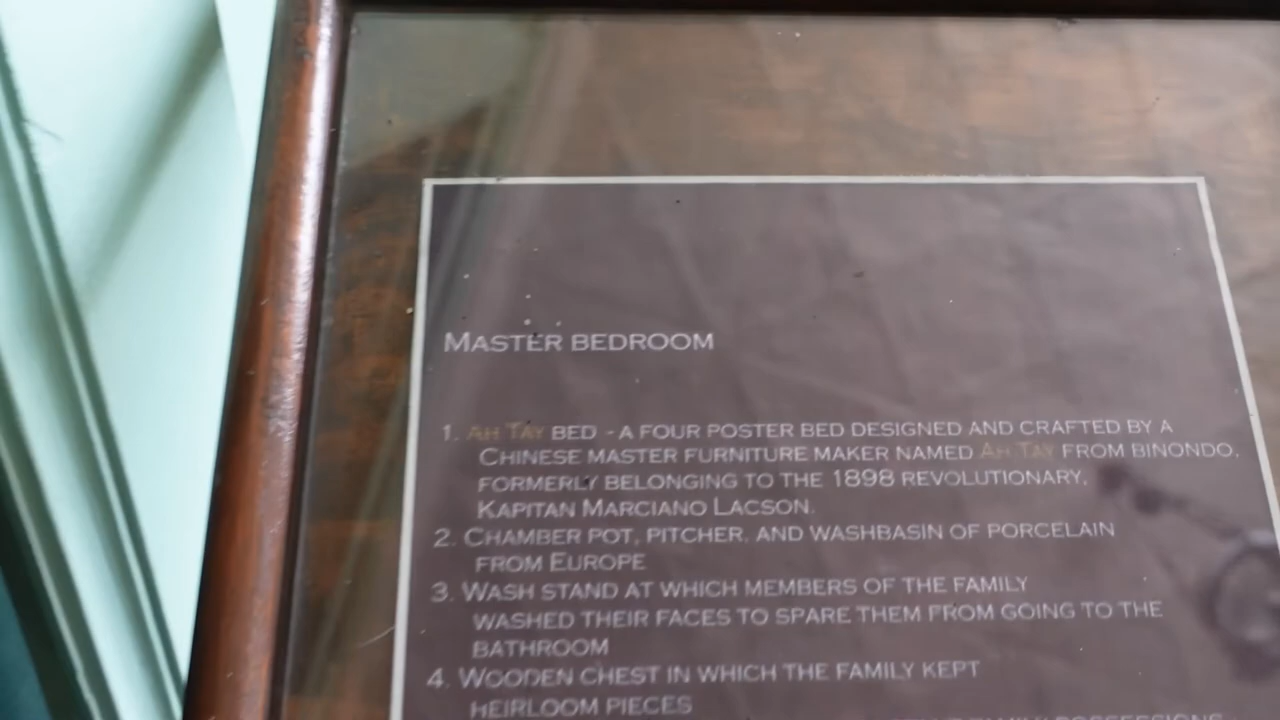 MASTER BEDROOM
1. AH TAY BED - A FOUR POSTER BED DESIGNED AND CRAFTED BY A
CHINESE MASTER FURNITURE MAKER NAMED AH TAY FROM BINONDO,
FORMERLY BELONGING TO THE 1898 REVOLUTIONARY,
KAPITAN MARCIANO LACSON.
2. CHAMBER POT, PITCHER, AND WASHBASIN OF PORCELAIN
FROM EUROPE
3. WASH STAND AT WHICH MEMBERS OF THE FAMILY
WASHED THEIR FACES TO SPARE THEM FROM GOING TO THE
BATHROOM
4. WOODEN CHEST IN WHICH THE FAMILY KEPT
HEIRLOOM PIECES
FAMILY POSSESSIONS